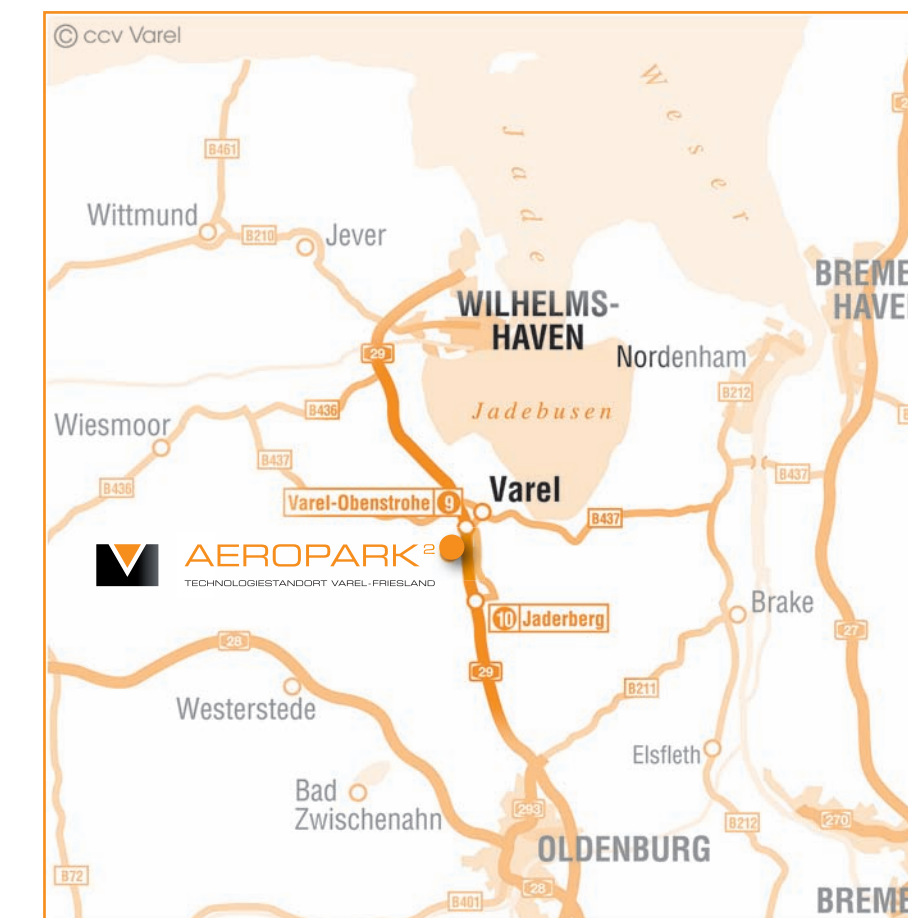 © ccv Varel
Weser
Jade
B461
Wittmund
B210
Jever
BREME
HAVE
WILHELMS-
HAVEN
29
Nordenham
B212
B436
Jadebusen
Wiesmoor
B437
B437
B436
Varel
Varel-Obenstrohe 9
B437
AEROPARK²
TECHNOLOGIESTANDORT VAREL-FRIESLAND
Brake
10 Jaderberg
27
28
29
B211
Westerstede
Elsfleth
Bad
Zwischenahn
293
B212
270
OLDENBURG
B72
28
B401
BREME